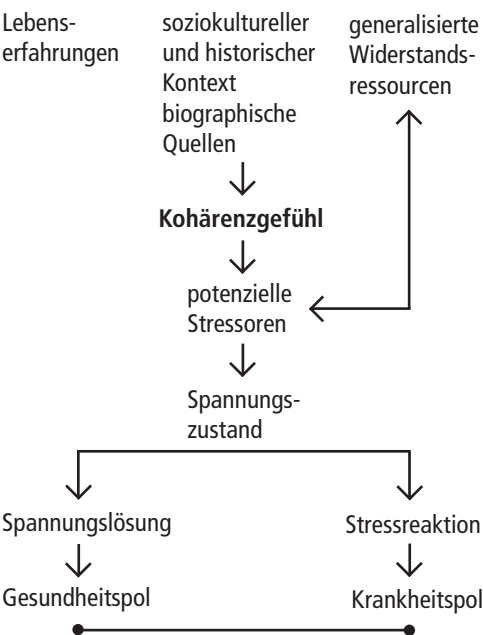 Lebens-
erfahrungen
soziokultureller
und historischer
Kontext
biographische
Quellen
generalisierte
Widerstands-
ressourcen
Kohärenzgefühl
potenzielle
Stressoren
Spannungs-
zustand
Spannungslösung
Stressreaktion
Gesundheitspol
Krankheitspol